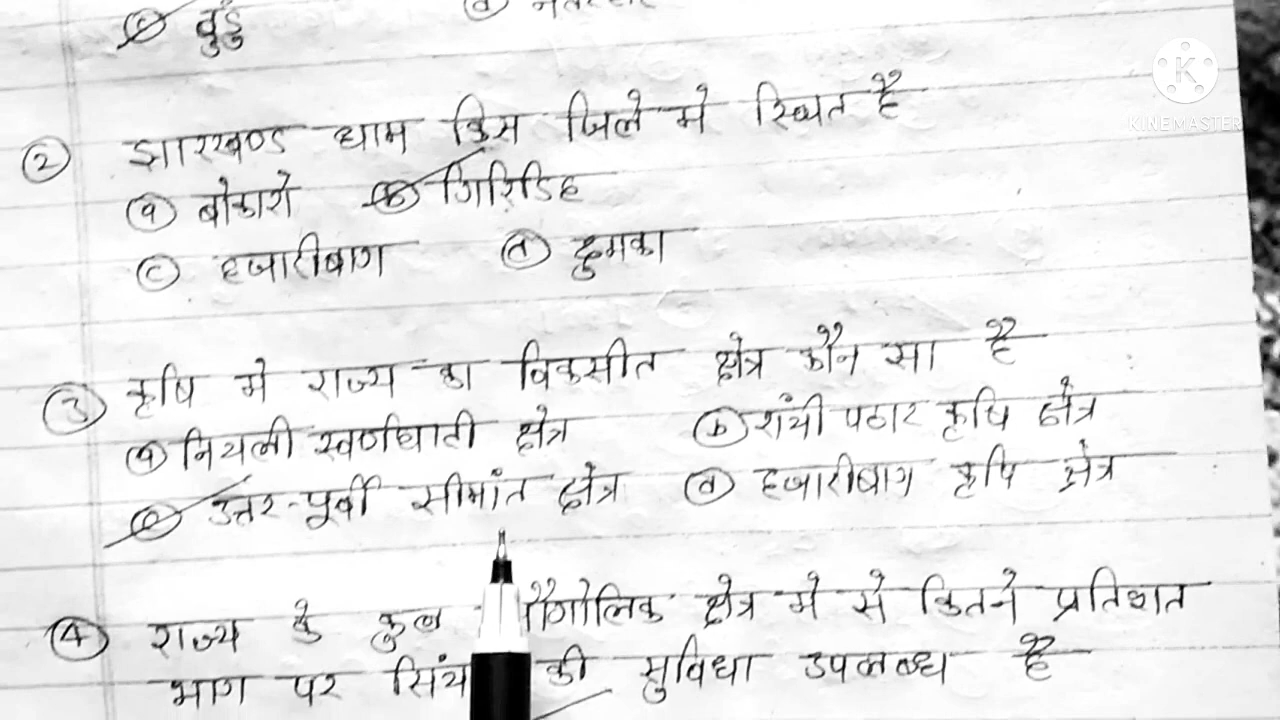 ⓒ बुंडु ⓓ
② झारखण्ड धाम किस जिले मे स्थित है
ⓐ बोकारो ⓑ गिरिडिह
ⓒ हजारीबाग ⓓ दुमका
③ कृषि मे राज्य का विकसीत क्षेत्र कौन सा है
ⓐ निचली स्वर्णघाटी क्षेत्र ⓑ रांची पठार कृषि क्षेत्र
ⓒ उत्तर-पूर्वी सीमांत क्षेत्र ⓓ हजारीबाग कृषि क्षेत्र
④ राज्य के कुल भौगोलिक क्षेत्र मे से कितने प्रतिशत
भाग पर की सुविधा उपलब्ध है
K
KINEMASTER